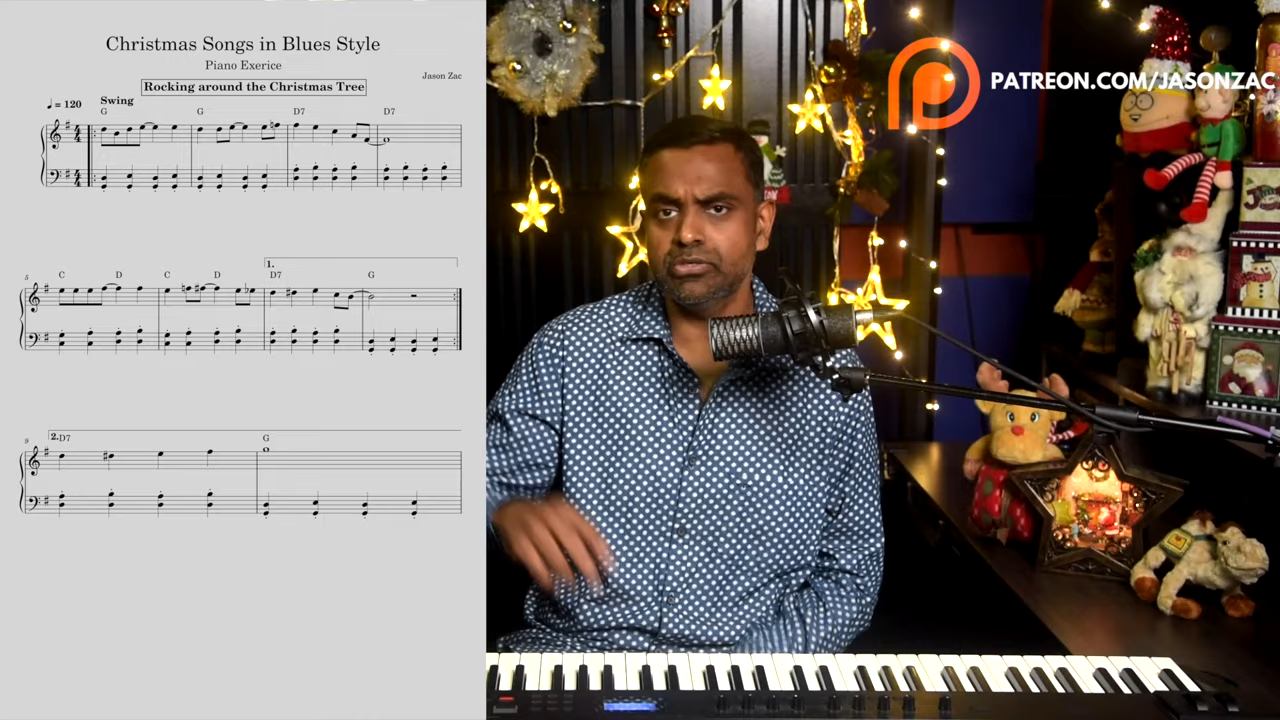 Christmas Songs in Blues Style
Piano Exerice
Jason Zac
Rocking around the Christmas Tree
♩ = 120
Swing
G G D7 D7
5
C D C D D7 G
1.
9
2. D7 G
PATREON.COM/JASONZAC